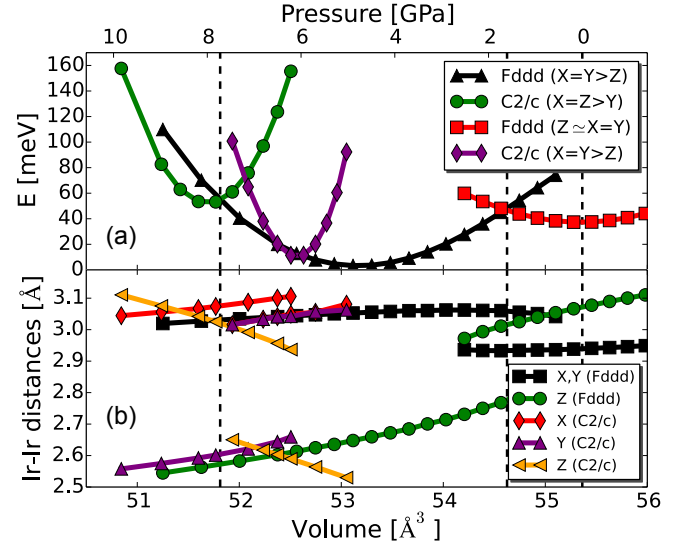 Pressure [GPa]
10 8 6 4 2 0
E [meV]
160
140
120
100
80
60
40
20
0
Fddd (X=Y>Z)
C2/c (X=Z>Y)
Fddd (Z≃X=Y)
C2/c (X=Y>Z)
(a)
Ir-Ir distances [Å]
3.1
3.0
2.9
2.8
2.7
2.6
2.5
(b)
X,Y (Fddd)
Z (Fddd)
X (C2/c)
Y (C2/c)
Z (C2/c)
51 52 53 54 55 56
Volume [Å³]